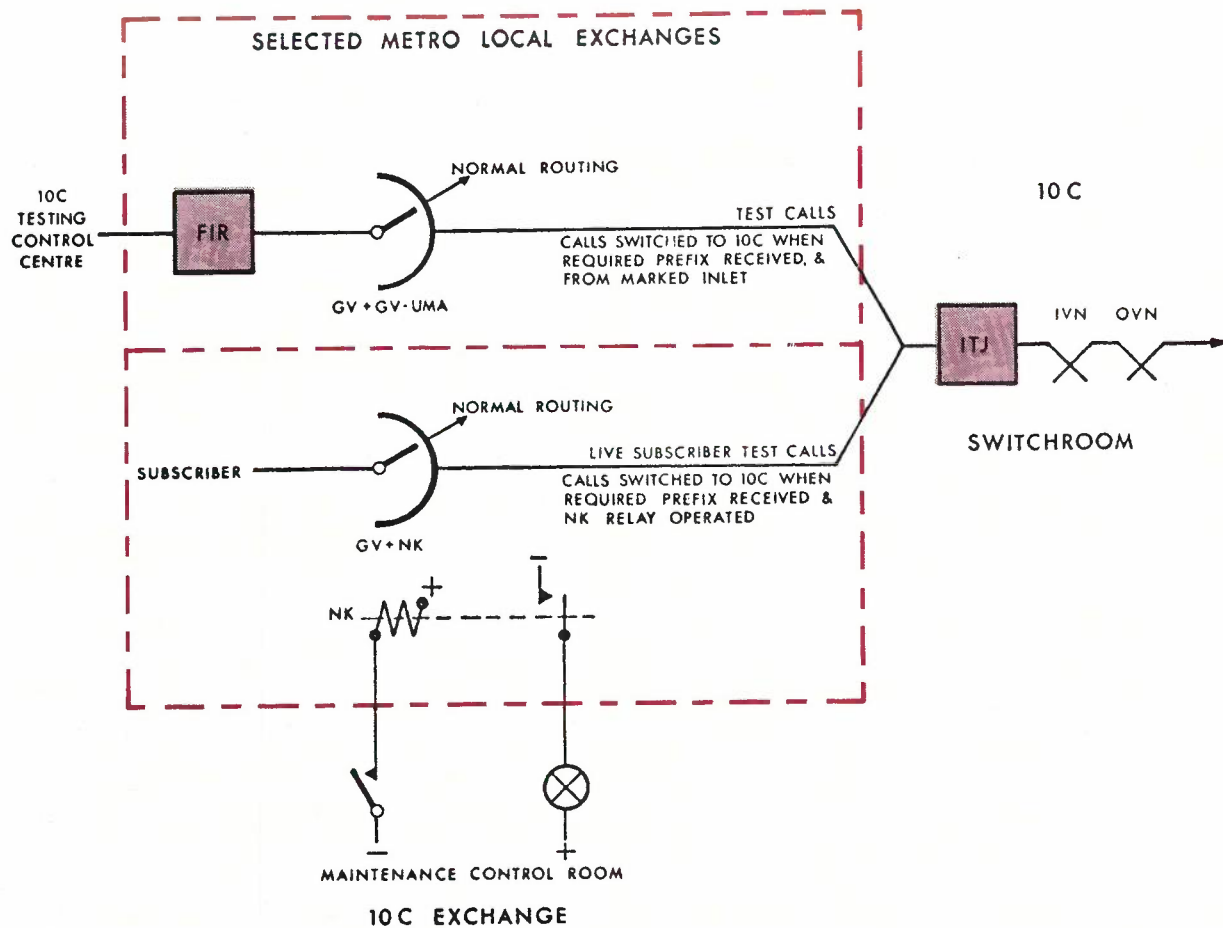 SELECTED METRO LOCAL EXCHANGES
10C
TESTING
CONTROL
CENTRE
FIR
NORMAL ROUTING
GV + GV-UMA
TEST CALLS
CALLS SWITCHED TO 10C WHEN
REQUIRED PREFIX RECEIVED, &
FROM MARKED INLET
10 C
ITJ
IVN
OVN
SWITCHROOM
SUBSCRIBER
NORMAL ROUTING
GV + NK
LIVE SUBSCRIBER TEST CALLS
CALLS SWITCHED TO 10C WHEN
REQUIRED PREFIX RECEIVED &
NK RELAY OPERATED
NK
+
–
–
+
MAINTENANCE CONTROL ROOM
10 C EXCHANGE